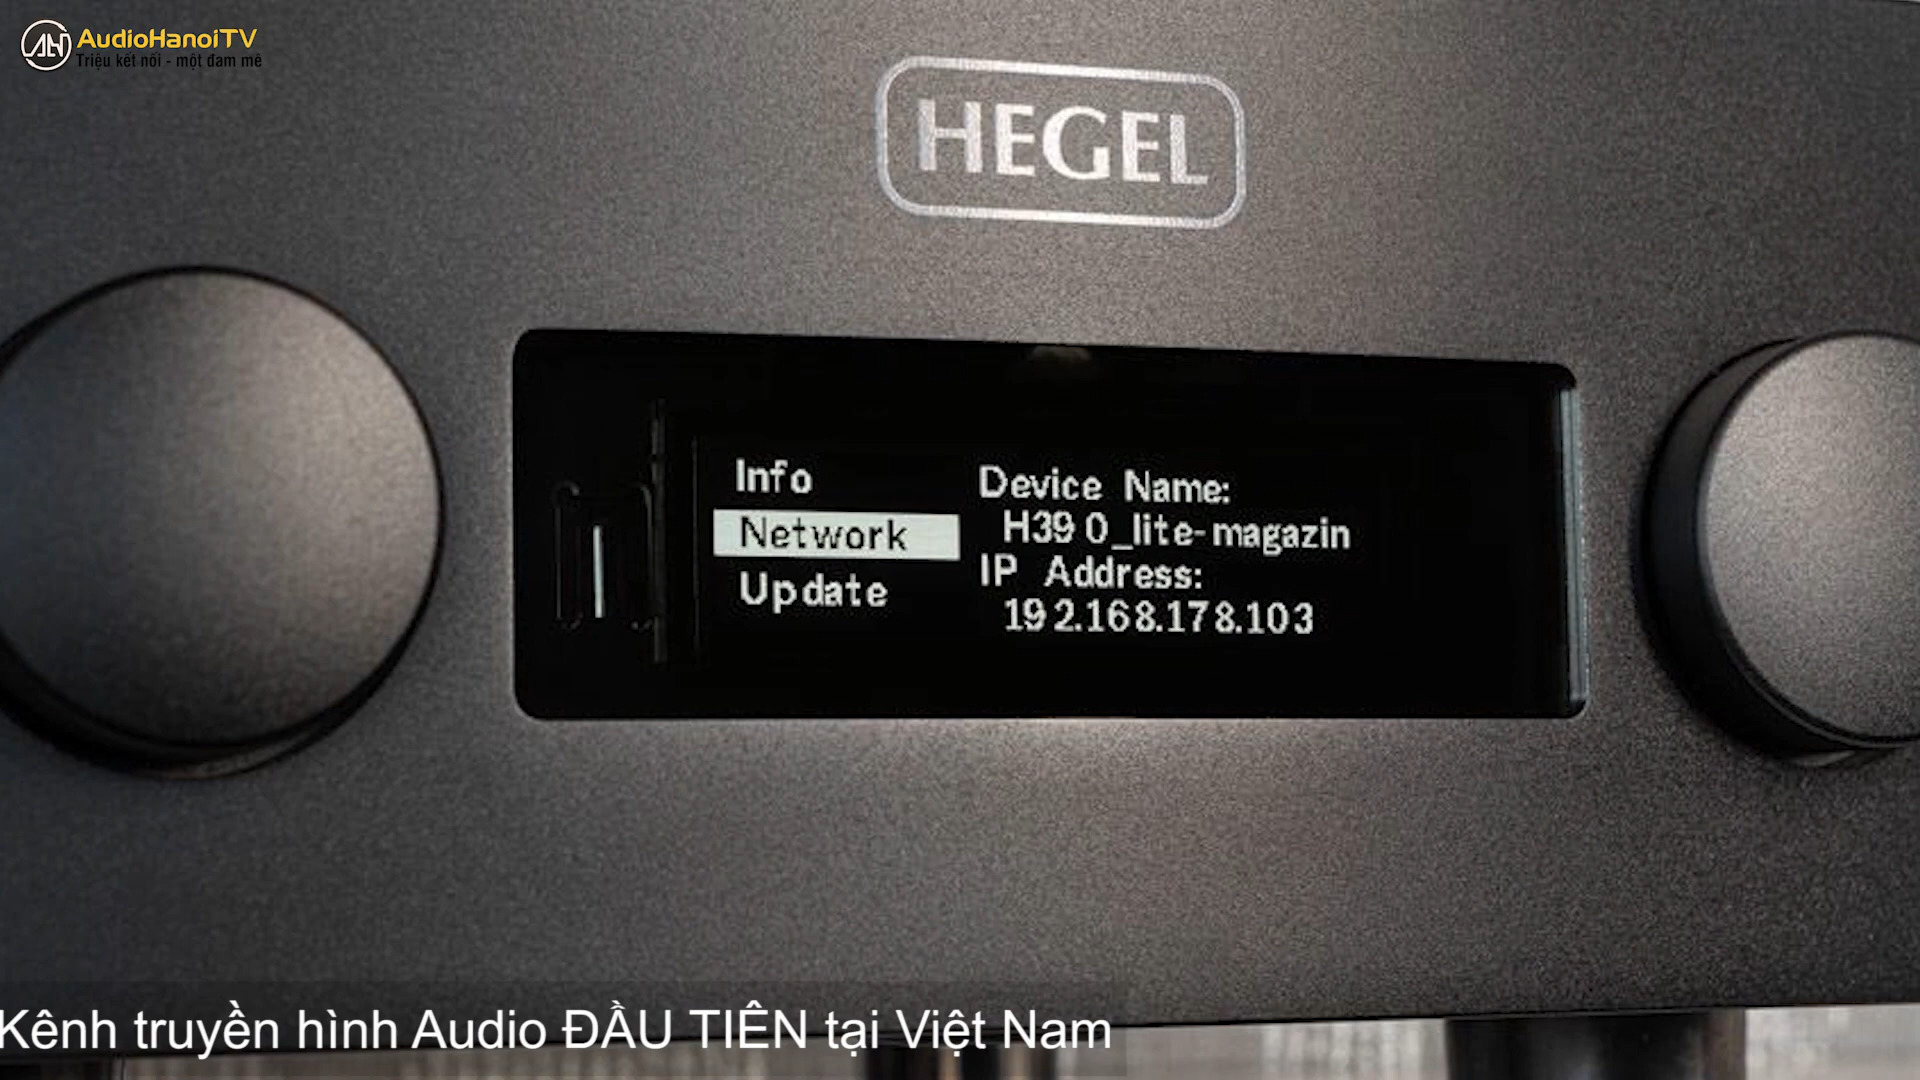 AudioHanoiTV
Triệu kết nối - một đam mê
HEGEL
Info
Network
Update
Device Name:
H390_lite-magazin
IP Address:
192.168.178.103
Kênh truyền hình Audio ĐẦU TIÊN tại Việt Nam